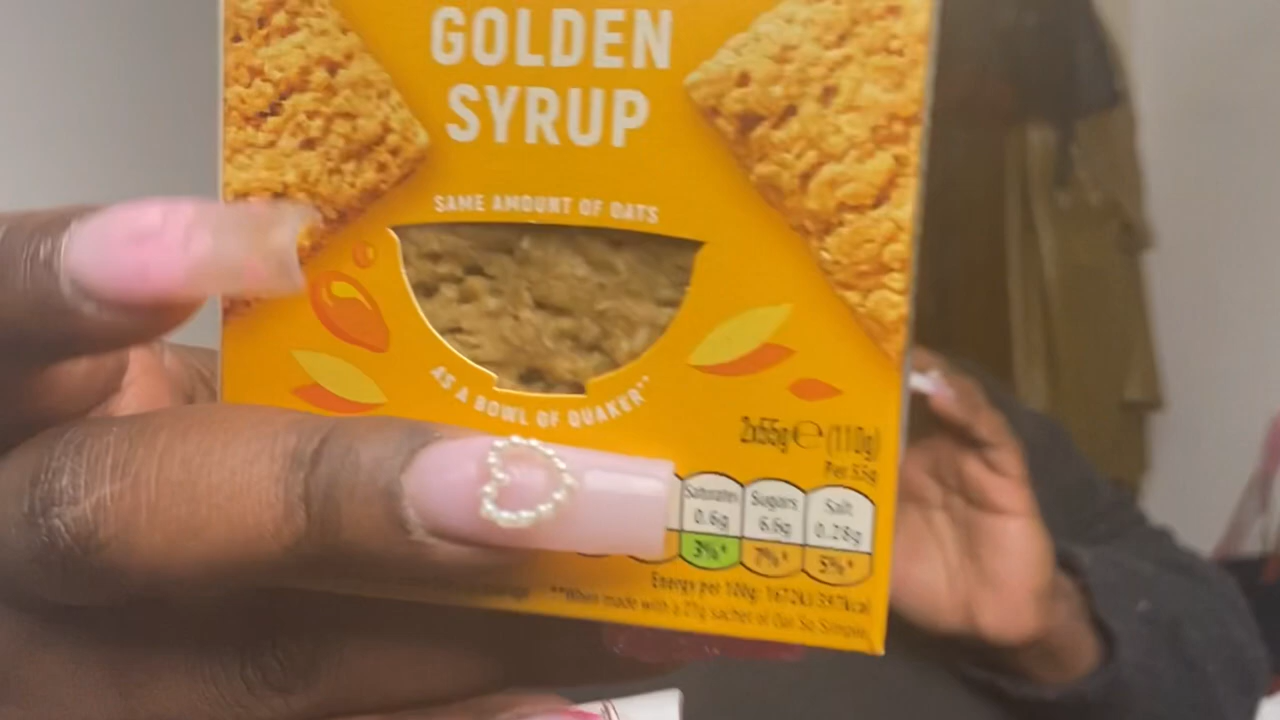 GOLDEN
SYRUP
SAME AMOUNT OF OATS
AS A BOWL OF QUAKER**
2x55g℮ (110g)
Per 55g
Saturates Sugars Salt
0.6g 6.6g 0.28g
3%* 7%* 5%*
Energy per 100g: 1672kJ 397kcal
**When made with a 27g sachet of Oat So Simple